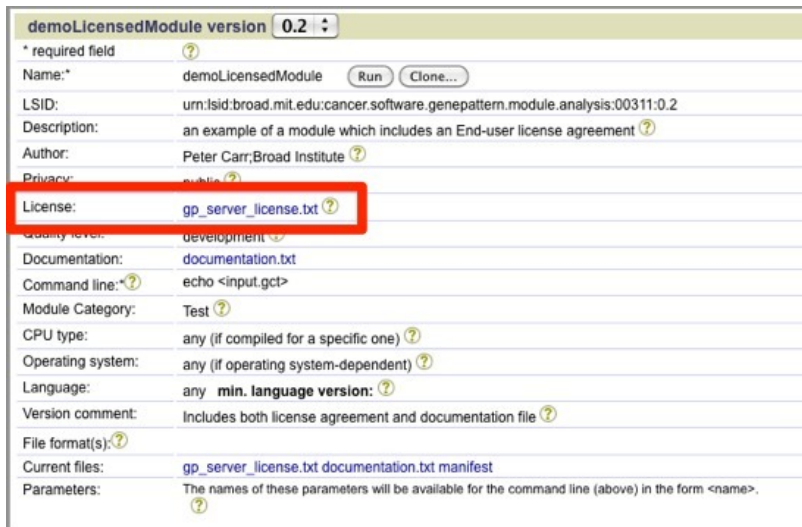 demoLicensedModule version 0.2
* required field ?
Name:* demoLicensedModule Run Clone...
LSID: urn:lsid:broad.mit.edu:cancer.software.genepattern.module.analysis:00311:0.2
Description: an example of a module which includes an End-user license agreement ?
Author: Peter Carr;Broad Institute ?
Privacy: public ?
License: gp_server_license.txt ?
Quality level: development ?
Documentation: documentation.txt
Command line:*? echo <input.gct>
Module Category: Test ?
CPU type: any (if compiled for a specific one) ?
Operating system: any (if operating system-dependent) ?
Language: any min. language version: ?
Version comment: Includes both license agreement and documentation file ?
File format(s):?
Current files: gp_server_license.txt documentation.txt manifest
Parameters: The names of these parameters will be available for the command line (above) in the form <name>.
?